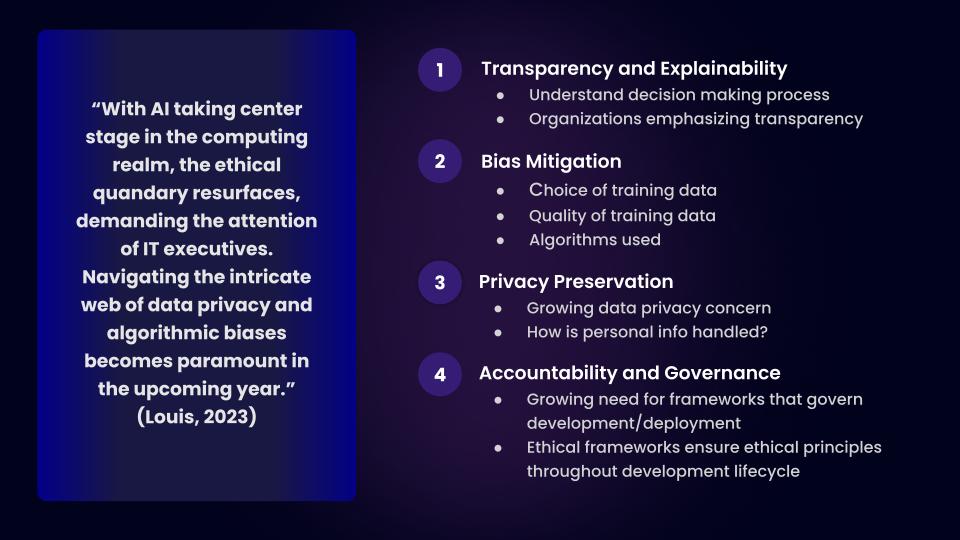 “With AI taking center
stage in the computing
realm, the ethical
quandary resurfaces,
demanding the attention
of IT executives.
Navigating the intricate
web of data privacy and
algorithmic biases
becomes paramount in
the upcoming year.”
(Louis, 2023)
1 Transparency and Explainability
● Understand decision making process
● Organizations emphasizing transparency
2 Bias Mitigation
● Choice of training data
● Quality of training data
● Algorithms used
3 Privacy Preservation
● Growing data privacy concern
● How is personal info handled?
4 Accountability and Governance
● Growing need for frameworks that govern
development/deployment
● Ethical frameworks ensure ethical principles
throughout development lifecycle